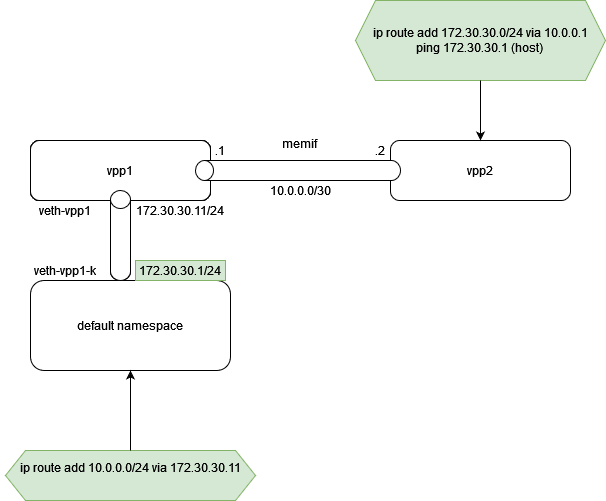 ip route add 172.30.30.0/24 via 10.0.0.1
ping 172.30.30.1 (host)
.1
memif
.2
vpp1
vpp2
10.0.0.0/30
veth-vpp1
172.30.30.11/24
veth-vpp1-k
172.30.30.1/24
default namespace
ip route add 10.0.0.0/24 via 172.30.30.11